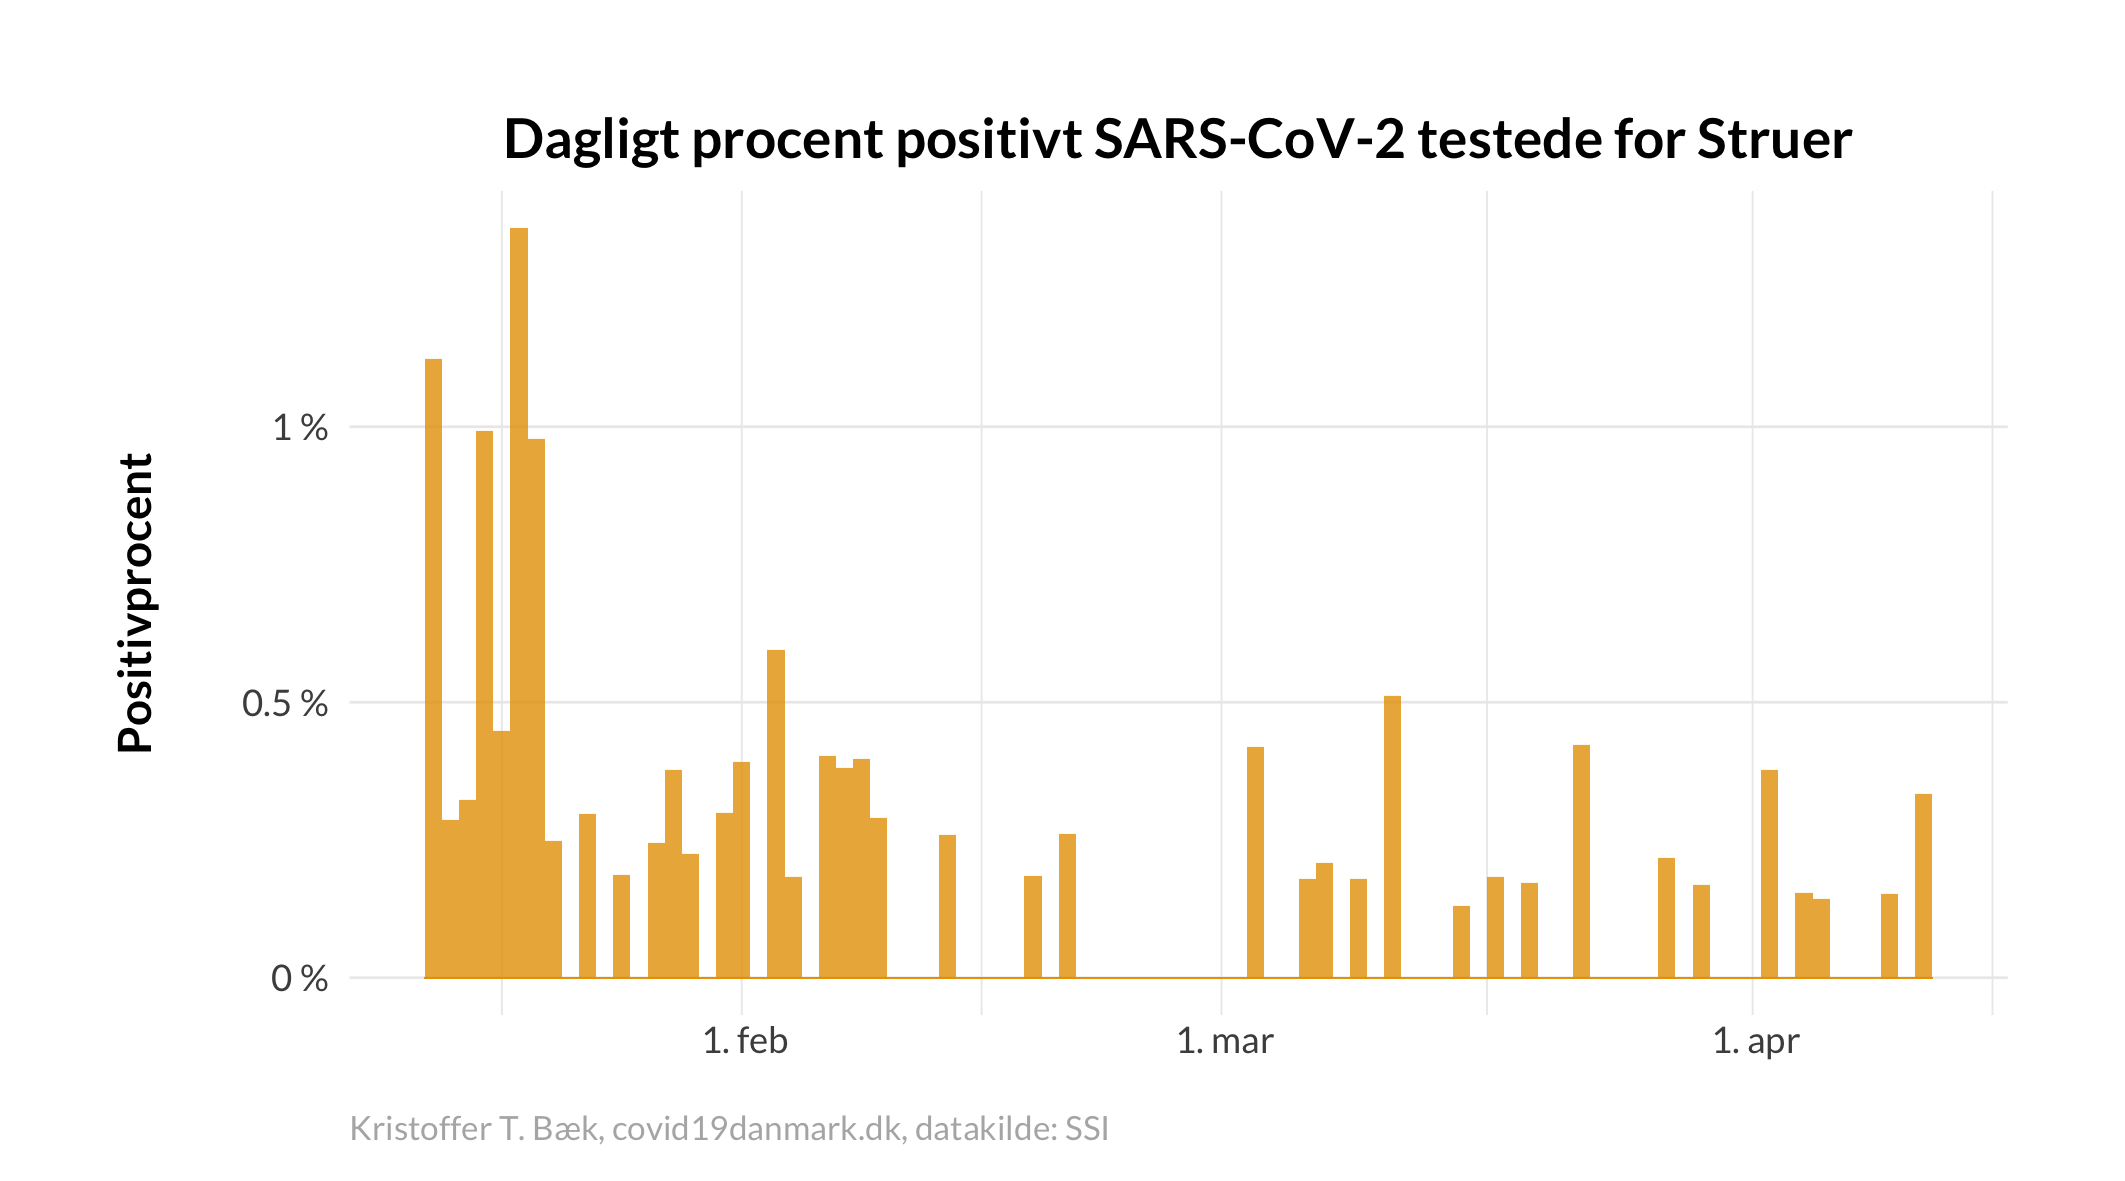 Dagligt procent positivt SARS-CoV-2 testede for Struer
Positivprocent
1 %
0.5 %
0 %
1. feb
1. mar
1. apr
Kristoffer T. Bæk, covid19danmark.dk, datakilde: SSI